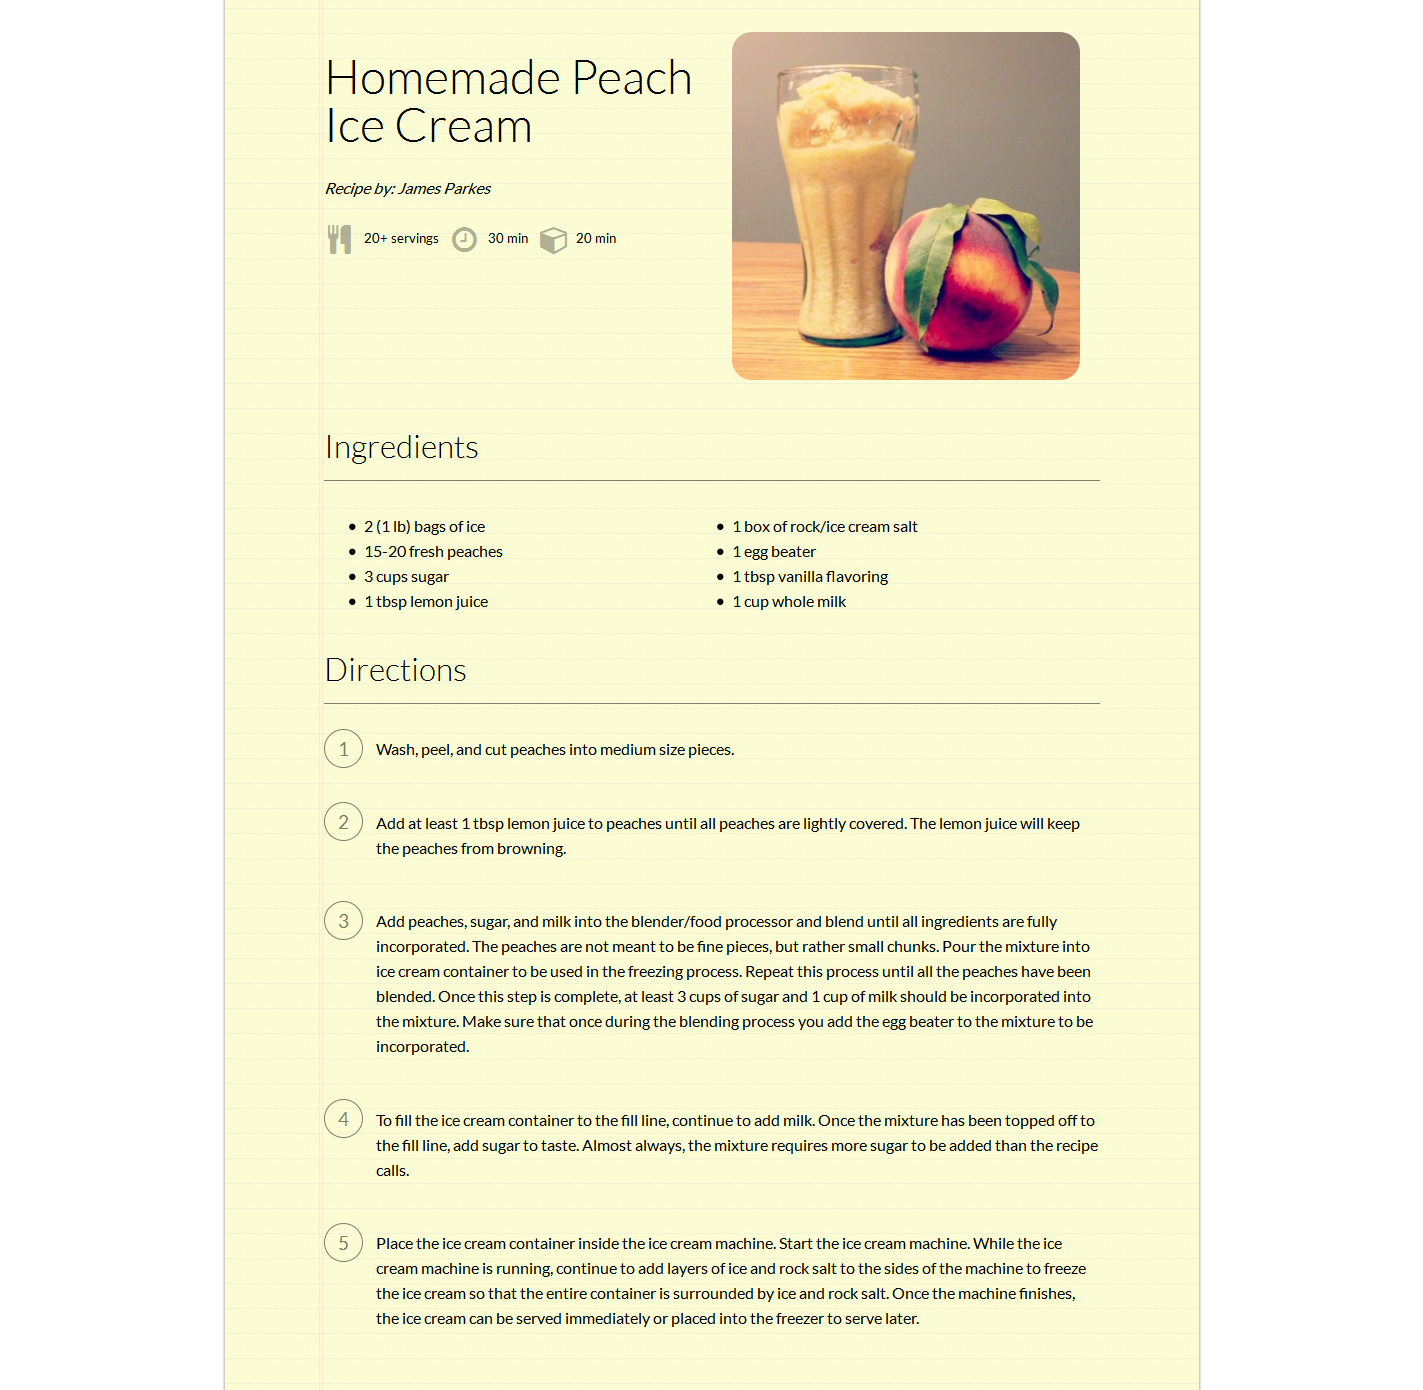 Homemade Peach
Ice Cream
Recipe by: James Parkes
20+ servings 30 min 20 min
Ingredients
2 (1 lb) bags of ice
15-20 fresh peaches
3 cups sugar
1 tbsp lemon juice
1 box of rock/ice cream salt
1 egg beater
1 tbsp vanilla flavoring
1 cup whole milk
Directions
1 Wash, peel, and cut peaches into medium size pieces.
2 Add at least 1 tbsp lemon juice to peaches until all peaches are lightly covered. The lemon juice will keep
the peaches from browning.
3 Add peaches, sugar, and milk into the blender/food processor and blend until all ingredients are fully
incorporated. The peaches are not meant to be fine pieces, but rather small chunks. Pour the mixture into
ice cream container to be used in the freezing process. Repeat this process until all the peaches have been
blended. Once this step is complete, at least 3 cups of sugar and 1 cup of milk should be incorporated into
the mixture. Make sure that once during the blending process you add the egg beater to the mixture to be
incorporated.
4 To fill the ice cream container to the fill line, continue to add milk. Once the mixture has been topped off to
the fill line, add sugar to taste. Almost always, the mixture requires more sugar to be added than the recipe
calls.
5 Place the ice cream container inside the ice cream machine. Start the ice cream machine. While the ice
cream machine is running, continue to add layers of ice and rock salt to the sides of the machine to freeze
the ice cream so that the entire container is surrounded by ice and rock salt. Once the machine finishes,
the ice cream can be served immediately or placed into the freezer to serve later.